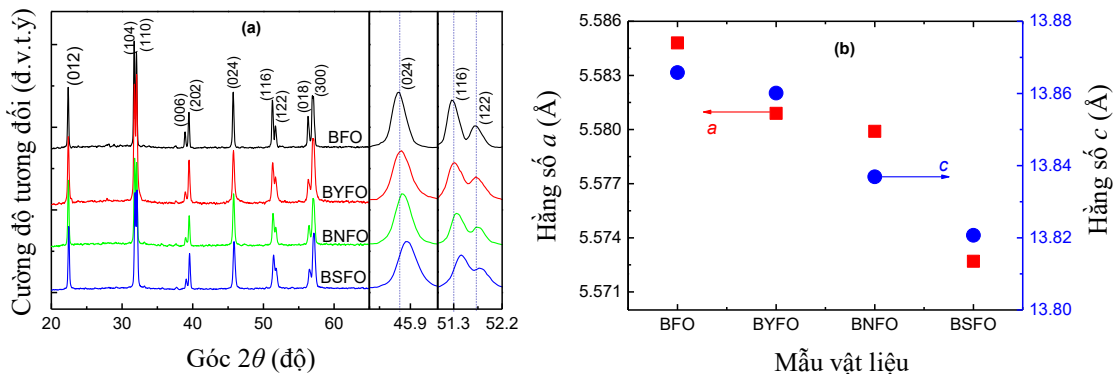 (a)
(012)
(104)
(110)
(006)
(202)
(024)
(116)
(122)
(018)
(300)
(024)
(116)
(122)
BFO
BYFO
BNFO
BSFO
Cường độ tương đối (đ.v.t.ý)
20 30 40 50 60 45.9 51.3 52.2
Góc 2θ (độ)
(b)
5.586
5.583
5.580
5.577
5.574
5.571
Hằng số a (Å)
a
c
13.88
13.86
13.84
13.82
13.80
Hằng số c (Å)
BFO BYFO BNFO BSFO
Mẫu vật liệu